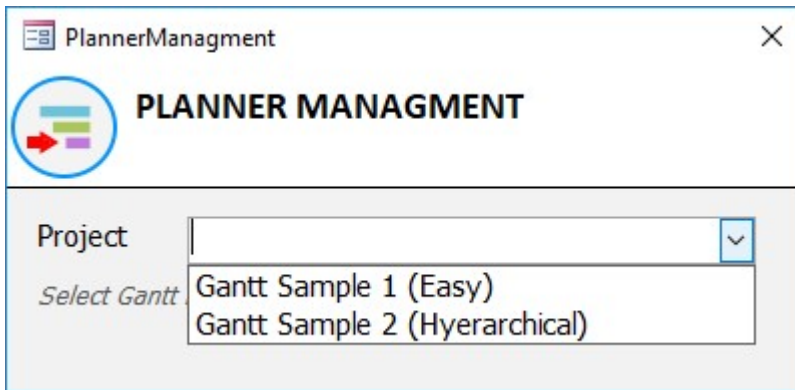 PlannerManagment
PLANNER MANAGMENT
Project
Select Gantt
Gantt Sample 1 (Easy)
Gantt Sample 2 (Hyerarchical)